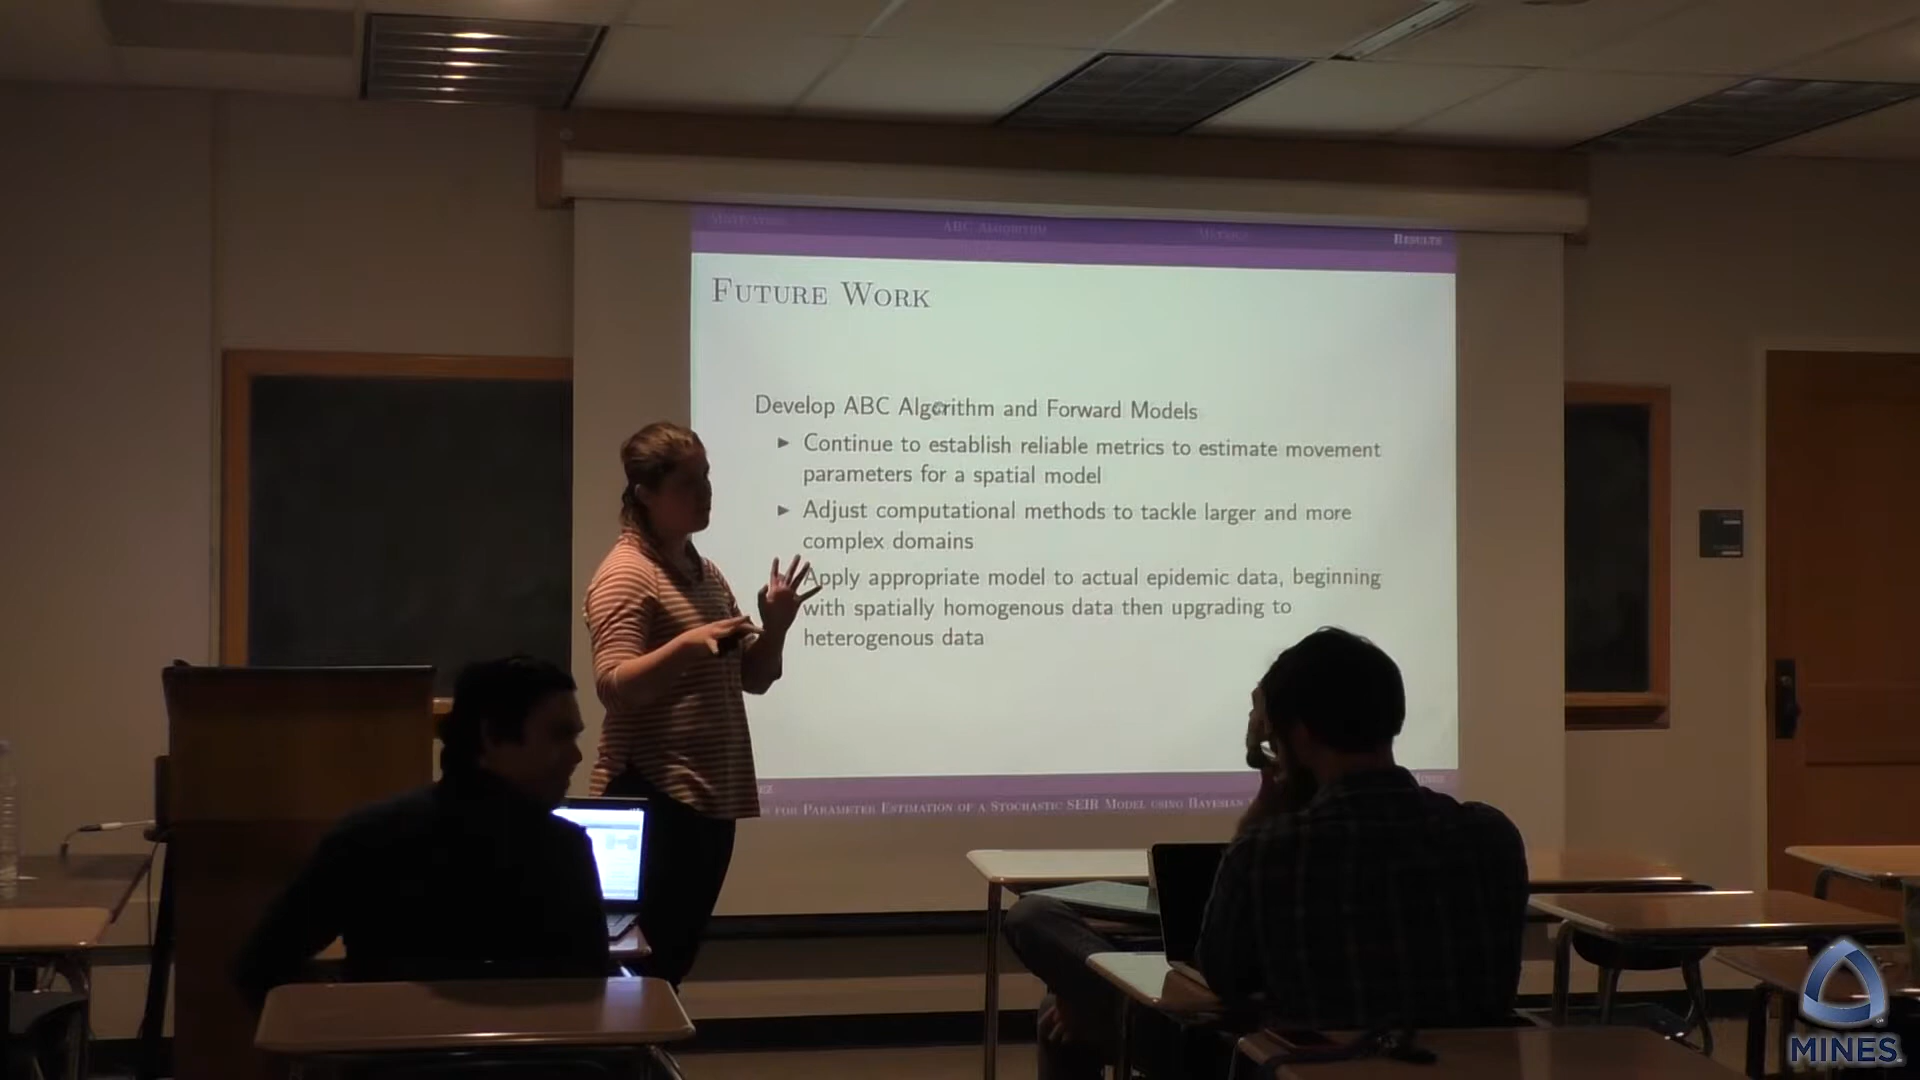 MOTIVATION ABC ALGORITHM METRICS RESULTS
FUTURE WORK
Develop ABC Algorithm and Forward Models
Continue to establish reliable metrics to estimate movement
parameters for a spatial model
Adjust computational methods to tackle larger and more
complex domains
Apply appropriate model to actual epidemic data, beginning
with spatially homogenous data then upgrading to
heterogenous data
FOR PARAMETER ESTIMATION OF A STOCHASTIC SEIR MODEL USING BAYESIAN
MINES